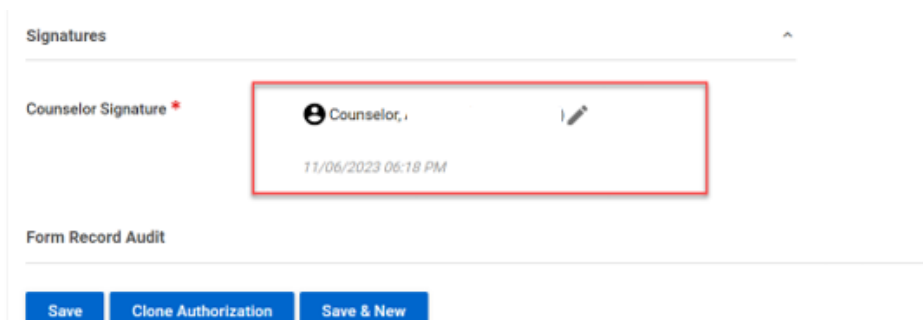 Signatures
Counselor Signature *
Counselor,
11/06/2023 06:18 PM
Form Record Audit
Save Clone Authorization Save & New